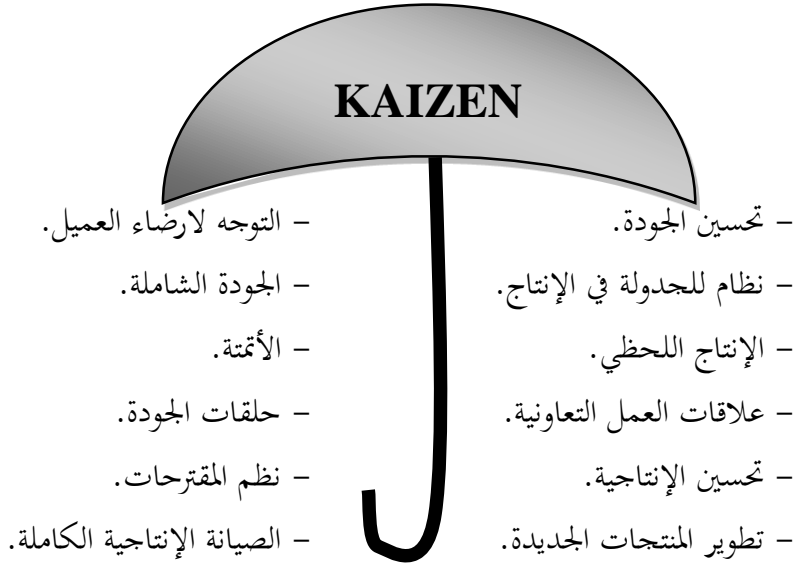 KAIZEN
– تحسين الجودة.
– نظام للجدولة في الإنتاج.
– الإنتاج اللحظي.
– علاقات العمل التعاونية.
– تحسين الإنتاجية.
– تطوير المنتجات الجديدة.
– التوجه لارضاء العميل.
– الجودة الشاملة.
– الأتمتة.
– حلقات الجودة.
– نظم المقترحات.
– الصيانة الإنتاجية الكاملة.